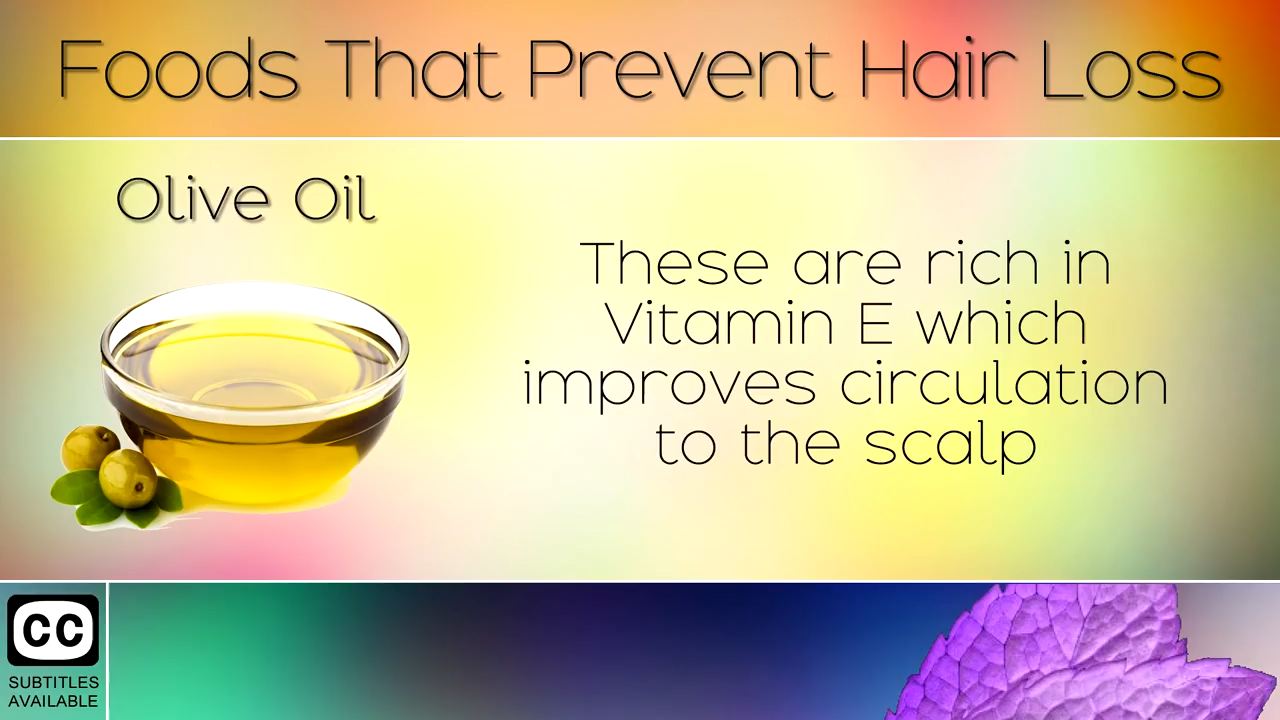 Foods That Prevent Hair Loss
Olive Oil
These are rich in
Vitamin E which
improves circulation
to the scalp
CC
SUBTITLES
AVAILABLE